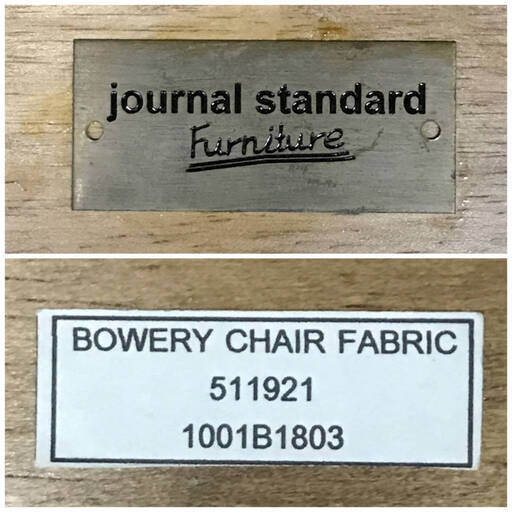 journal standard
Furniture
BOWERY CHAIR FABRIC
511921
1001B1803